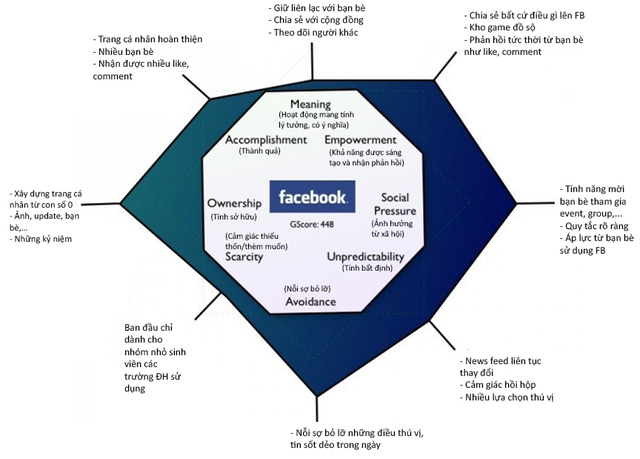 - Giữ liên lạc với bạn bè
- Chia sẻ với cộng đồng
- Theo dõi người khác
- Chia sẻ bất cứ điều gì lên FB
- Kho game đồ sộ
- Phản hồi tức thời từ bạn bè
như like, comment
- Trang cá nhân hoàn thiện
- Nhiều bạn bè
- Nhận được nhiều like,
comment
Meaning
(Hoạt động mang tính
lý tưởng, có ý nghĩa)
Accomplishment
(Thành quả)
Empowerment
(Khả năng được sáng
tạo và nhận phản hồi)
- Xây dựng trang cá
nhân từ con số 0
- Ảnh, update, bạn
bè,...
- Những kỷ niệm
Ownership
(Tính sở hữu)
facebook
GScore: 448
Social
Pressure
(Ảnh hưởng
từ xã hội)
- Tính năng mời
bạn bè tham gia
event, group,...
- Quy tắc rõ ràng
- Áp lực từ bạn bè
sử dụng FB
(Cảm giác thiếu
thốn/thèm muốn)
Scarcity
Unpredictability
(Tính bất định)
(Nỗi sợ bỏ lỡ)
Avoidance
Ban đầu chỉ
dành cho
nhóm nhỏ sinh
viên các
trường ĐH sử
dụng
- News feed liên tục
thay đổi
- Cảm giác hồi hộp
- Nhiều lựa chọn thú vị
- Nỗi sợ bỏ lỡ những điều thú vị,
tin sốt dẻo trong ngày